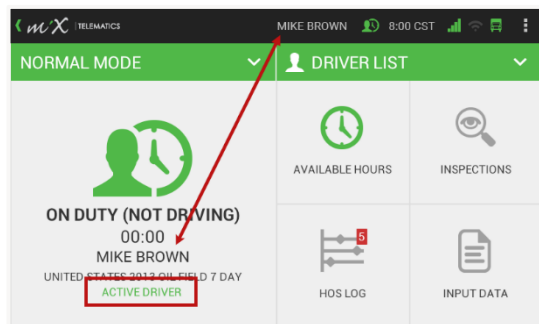 miX TELEMATICS MIKE BROWN 8:00 CST
NORMAL MODE
DRIVER LIST
AVAILABLE HOURS
INSPECTIONS
ON DUTY (NOT DRIVING)
00:00
MIKE BROWN
UNITED STATES 2013 OIL FIELD 7 DAY
ACTIVE DRIVER
5
HOS LOG
INPUT DATA